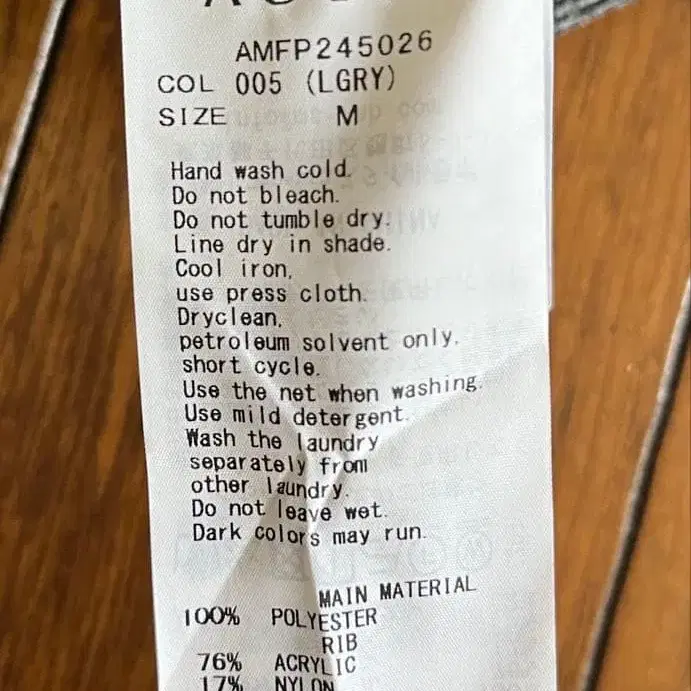 AMFP245026
COL 005 (LGRY)
SIZE M
Hand wash cold.
Do not bleach.
Do not tumble dry.
Line dry in shade.
Cool iron,
use press cloth.
Dryclean,
petroleum solvent only,
short cycle.
Use the net when washing.
Use mild detergent.
Wash the laundry
separately from
other laundry.
Do not leave wet.
Dark colors may run.
MAIN MATERIAL
100% POLYESTER
RIB
76% ACRYLIC
17% NYLON